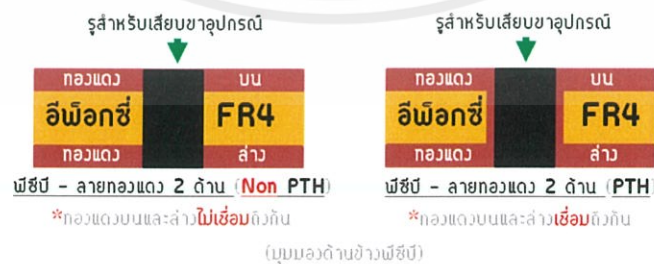 รูสำหรับเสียบขาอุปกรณ์ รูสำหรับเสียบขาอุปกรณ์
ทองแดง บน ทองแดง บน
อีพ็อกซี่ FR4 อีพ็อกซี่ FR4
ทองแดง ล่าง ทองแดง ล่าง
พีซีบี - ลายทองแดง 2 ด้าน (Non PTH) พีซีบี - ลายทองแดง 2 ด้าน (PTH)
*ทองแดงบนและล่างไม่เชื่อมถึงกัน *ทองแดงบนและล่างเชื่อมถึงกัน
(มุมมองด้านข้างพีซีบี)